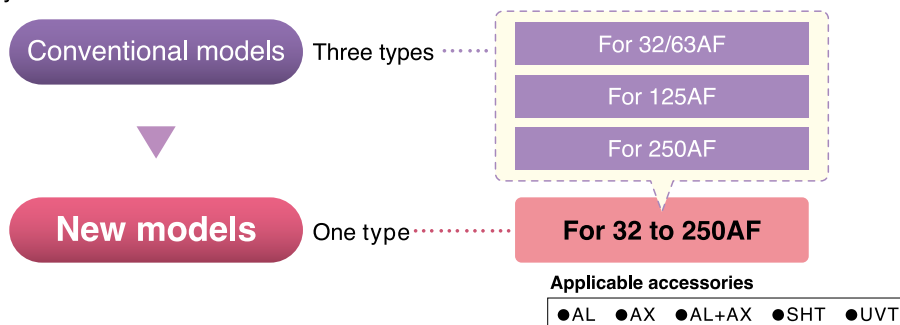 Conventional models Three types For 32/63AF
For 125AF
For 250AF
New models One type For 32 to 250AF
Applicable accessories
●AL ●AX ●AL+AX ●SHT ●UVT